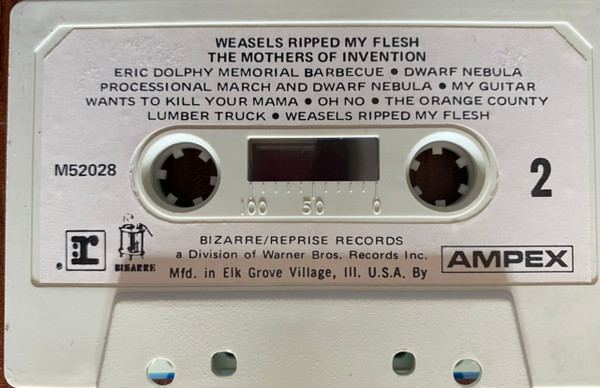 WEASELS RIPPED MY FLESH
THE MOTHERS OF INVENTION
ERIC DOLPHY MEMORIAL BARBECUE • DWARF NEBULA
PROCESSIONAL MARCH AND DWARF NEBULA • MY GUITAR
WANTS TO KILL YOUR MAMA • OH NO • THE ORANGE COUNTY
LUMBER TRUCK • WEASELS RIPPED MY FLESH
M52028
2
100 50 0
BIZARRE/REPRISE RECORDS
a Division of Warner Bros. Records Inc.
Mfd. in Elk Grove Village, Ill. U.S.A. By
AMPEX
® r:
BIZARRE